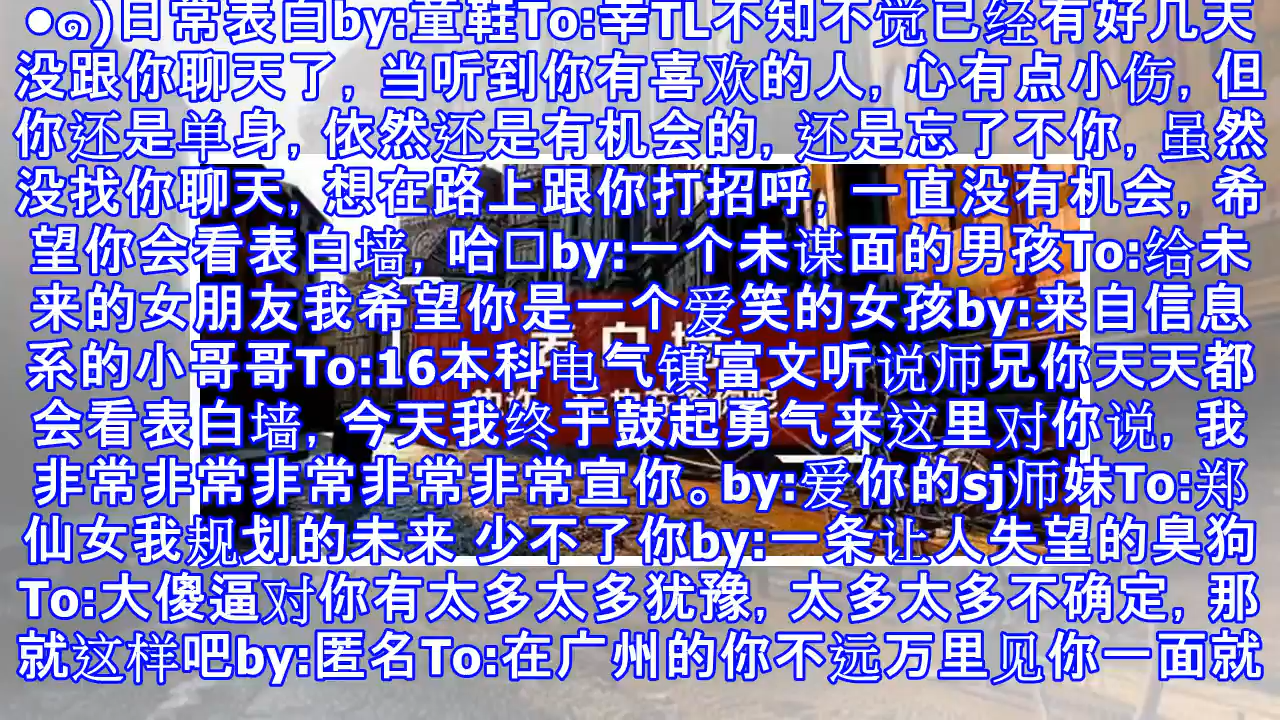 •๑)日常表白by:童鞋To:幸TL不知不觉已经有好几天
没跟你聊天了, 当听到你有喜欢的人, 心有点小伤, 但
你还是单身, 依然还是有机会的, 还是忘了不你, 虽然
没找你聊天, 想在路上跟你打招呼, 一直没有机会, 希
望你会看表白墙, 哈□by:一个未谋面的男孩To:给未
来的女朋友我希望你是一个爱笑的女孩by:来自信息
系的小哥哥To:16本科电气镇富文听说师兄你天天都
会看表白墙, 今天我终于鼓起勇气来这里对你说, 我
非常非常非常非常非常宣你。by:爱你的sj师妹To:郑
仙女我规划的未来 少不了你by:一条让人失望的臭狗
To:大傻逼对你有太多太多犹豫, 太多太多不确定, 那
就这样吧by:匿名To:在广州的你不远万里见你一面就